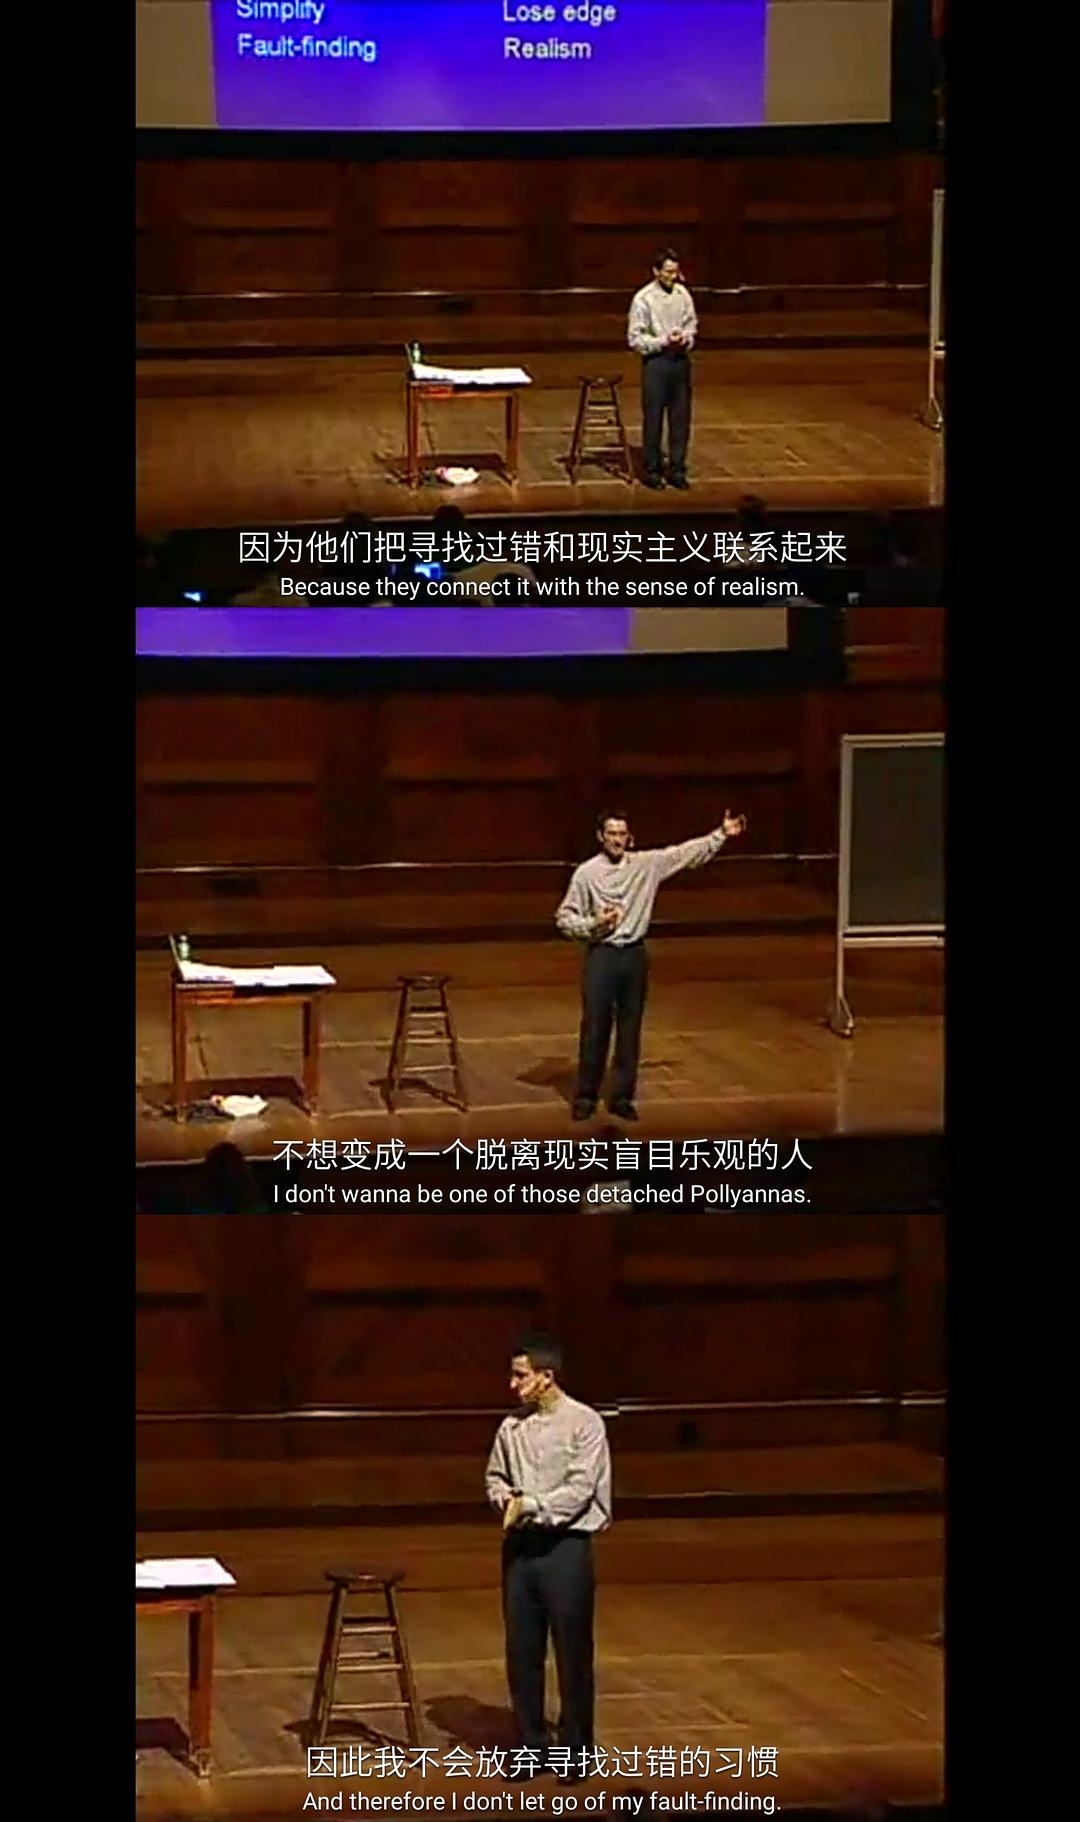 Simplify
Lose edge
Fault-finding
Realism
因为他们把寻找过错和现实主义联系起来
Because they connect it with the sense of realism.
不想变成一个脱离现实盲目乐观的人
I don't wanna be one of those detached Pollyannas.
因此我不会放弃寻找过错的习惯
And therefore I don't let go of my fault-finding.